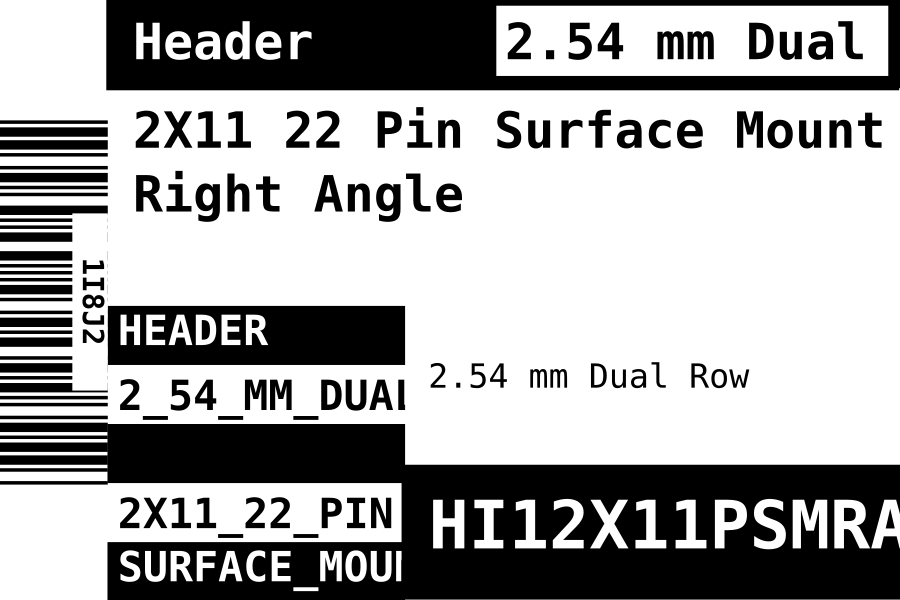 Header
2.54 mm Dual
2X11 22 Pin Surface Mount
Right Angle
1I8J2
HEADER
2_54_MM_DUAL
2.54 mm Dual Row
2X11_22_PIN
SURFACE_MOU
HI12X11PSMRA